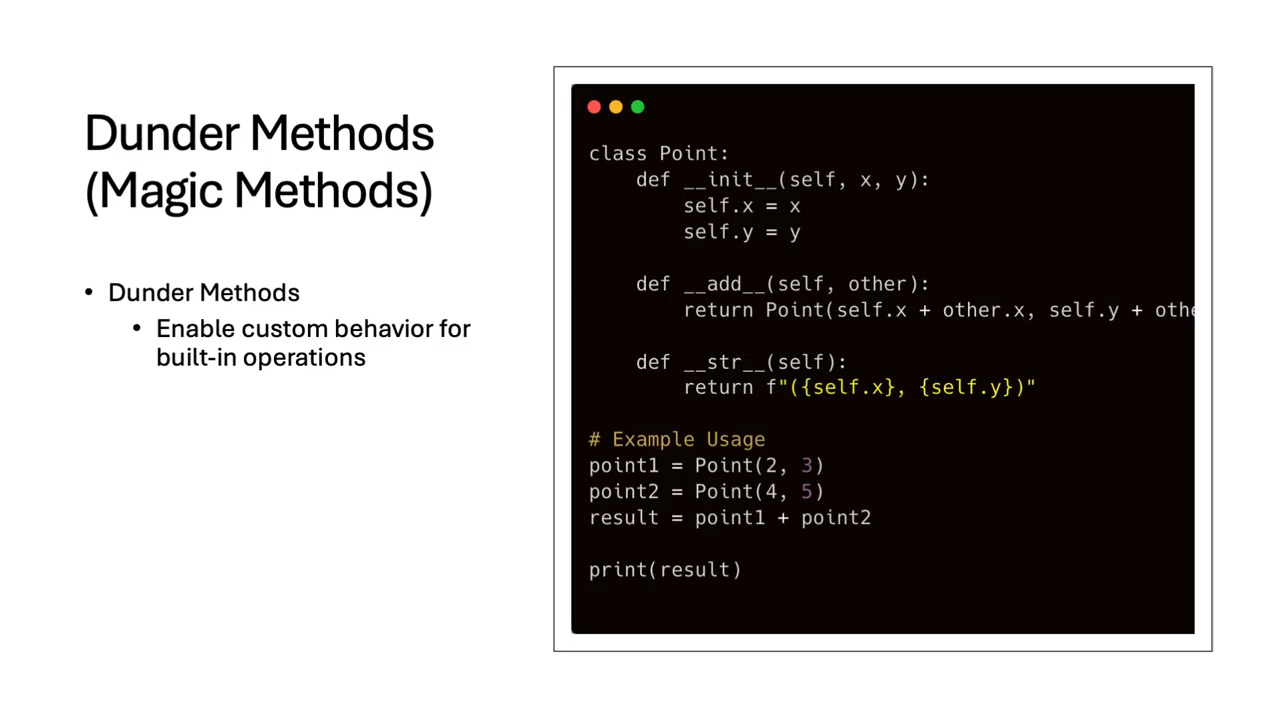 Dunder Methods
(Magic Methods)
• Dunder Methods
• Enable custom behavior for
built-in operations
class Point:
    def __init__(self, x, y):
        self.x = x
        self.y = y
    def __add__(self, other):
        return Point(self.x + other.x, self.y + othe
    def __str__(self):
        return f"({self.x}, {self.y})"
# Example Usage
point1 = Point(2, 3)
point2 = Point(4, 5)
result = point1 + point2
print(result)